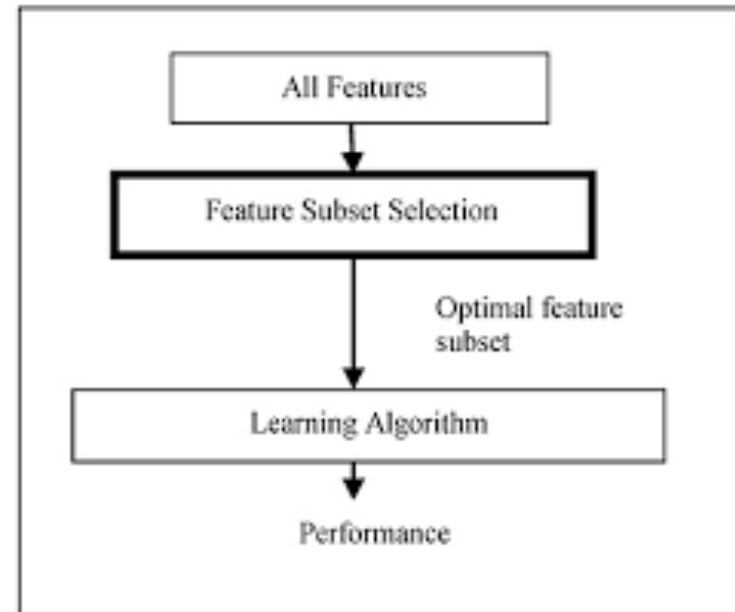 All Features
Feature Subset Selection
Optimal feature
subset
Learning Algorithm
Performance